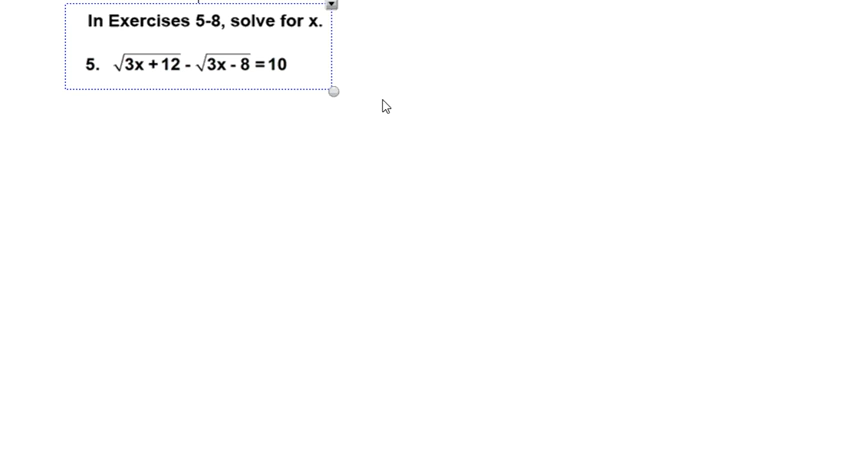 In Exercises 5-8, solve for x.
5. √3x + 12 - √3x - 8 = 10